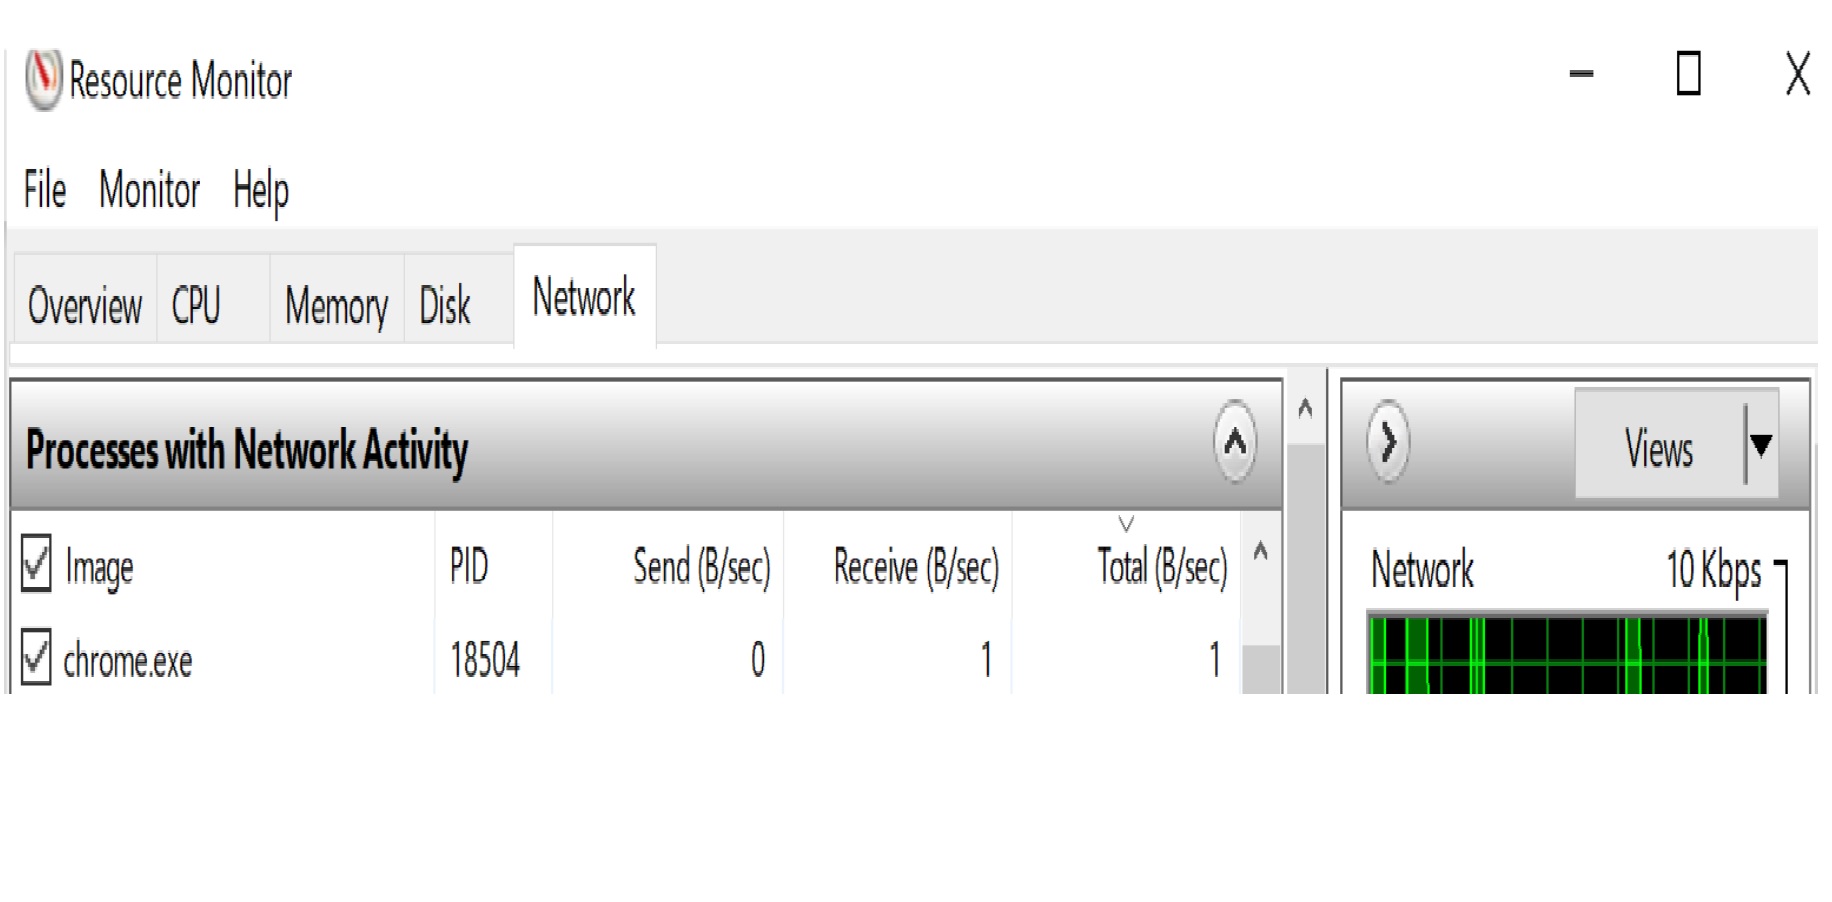 Resource Monitor
File Monitor Help
Overview CPU Memory Disk Network
Processes with Network Activity
Views
Image PID Send (B/sec) Receive (B/sec) Total (B/sec)
Network 10 Kbps
chrome.exe 18504 0 1 1